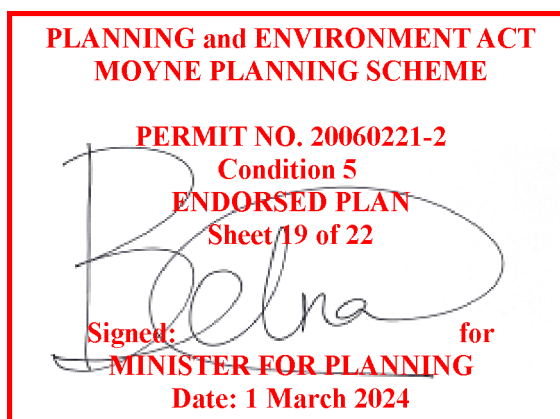 PLANNING and ENVIRONMENT ACT
MOYNE PLANNING SCHEME
PERMIT NO. 20060221-2
Condition 5
ENDORSED PLAN
Sheet 19 of 22
Signed: for
MINISTER FOR PLANNING
Date: 1 March 2024